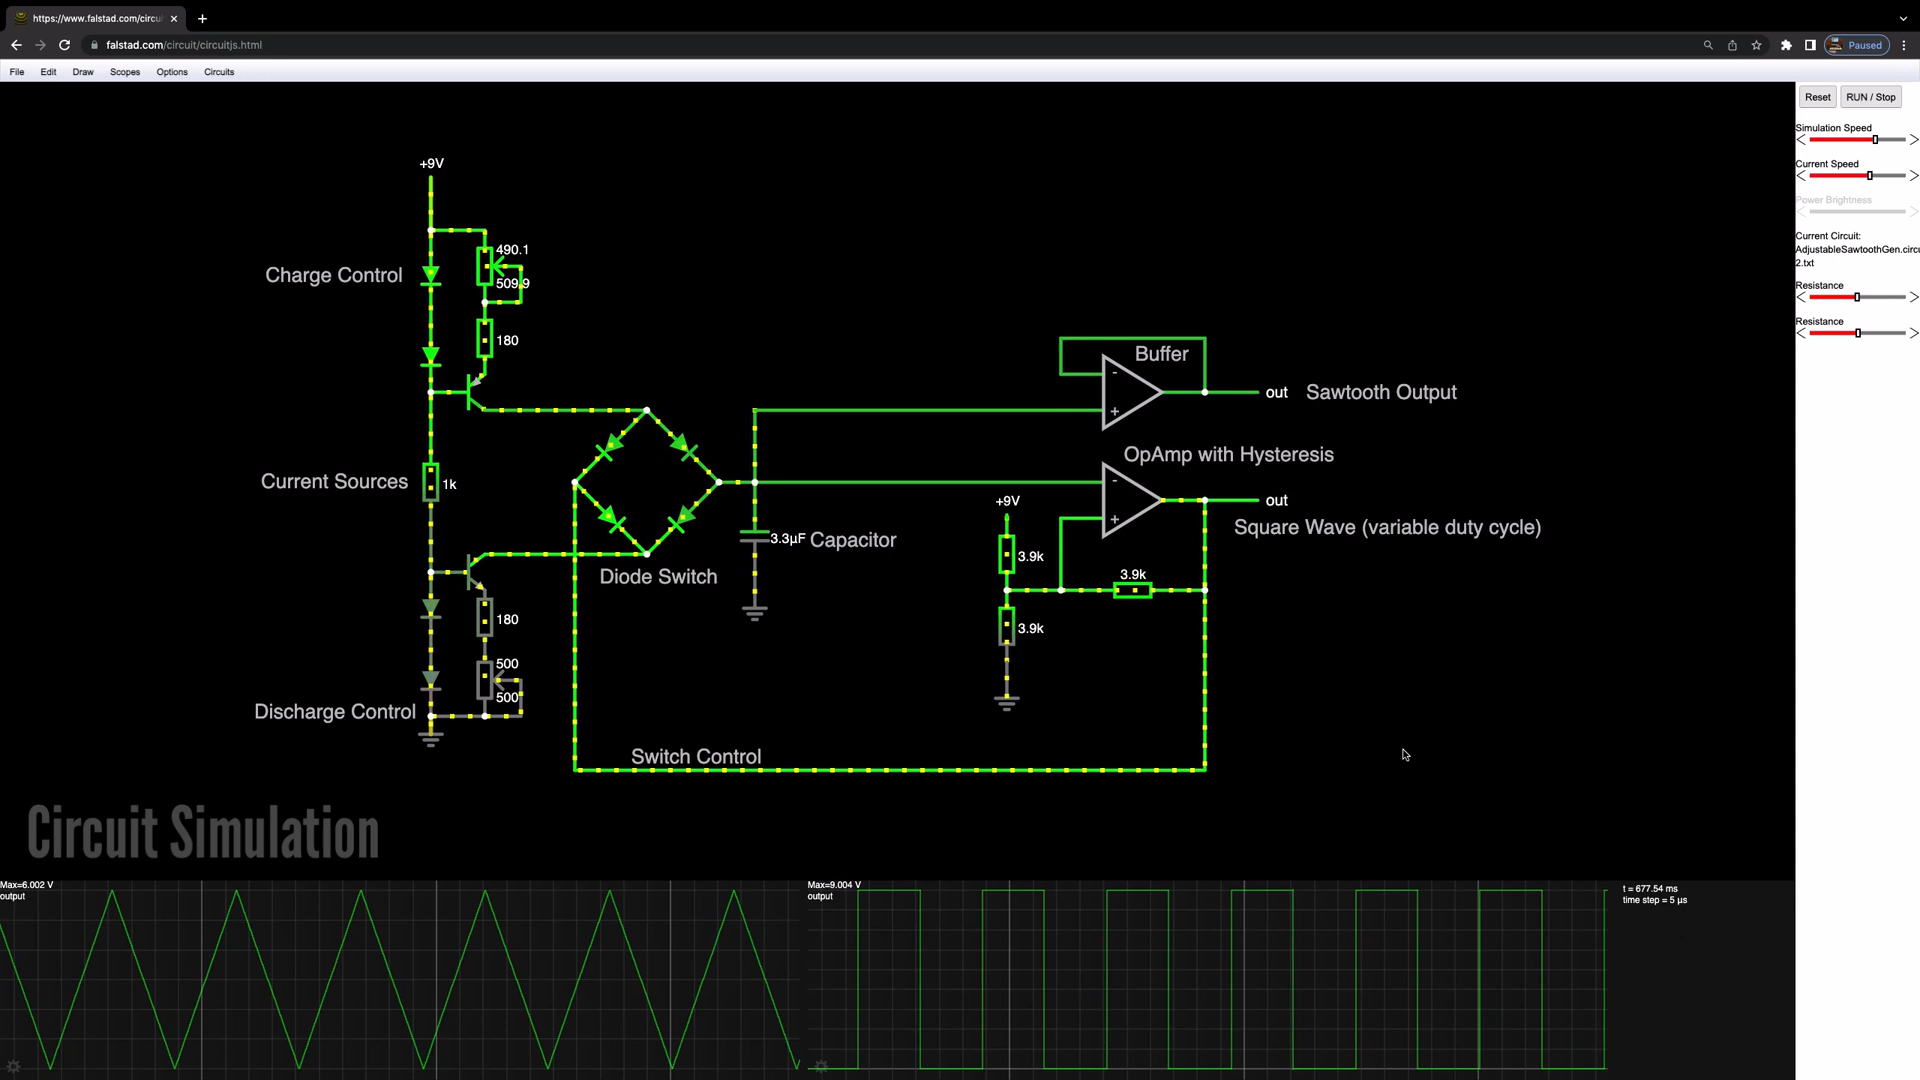 https://www.falstad.com/circui
falstad.com/circuit/circuitjs.html
Paused
File Edit Draw Scopes Options Circuits
Reset RUN / Stop
Simulation Speed
Current Speed
Power Brightness
Current Circuit:
AdjustableSawtoothGen.circu
2.txt
Resistance
Resistance
+9V
490.1
Charge Control
509.9
180
Buffer
-
+
out Sawtooth Output
OpAmp with Hysteresis
Current Sources
1k
+9V
-
+
out
Square Wave (variable duty cycle)
3.3μF Capacitor
3.9k
Diode Switch
3.9k
180
3.9k
500
500
Discharge Control
Switch Control
Circuit Simulation
Max=6.002 V
output
Max=9.004 V
output
t = 677.54 ms
time step = 5 μs